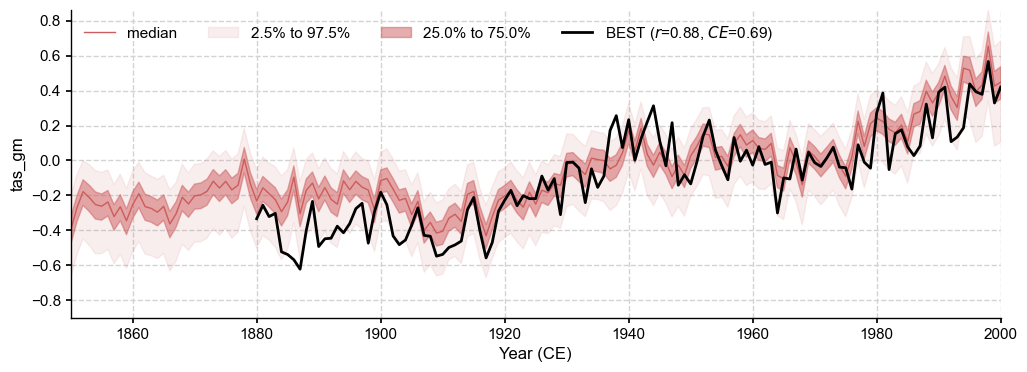 median
2.5% to 97.5%
25.0% to 75.0%
BEST (r=0.88, CE=0.69)
tas_gm
0.8
0.6
0.4
0.2
0.0
−0.2
−0.4
−0.6
−0.8
1860
1880
1900
1920
1940
1960
1980
2000
Year (CE)